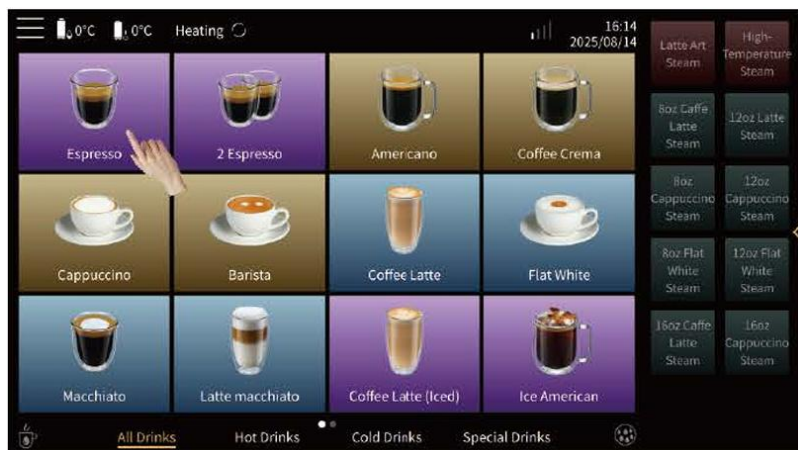 0°C
0°C
Heating
16:14
2025/08/14
Espresso
2 Espresso
Americano
Coffee Crema
Cappuccino
Barista
Coffee Latte
Flat White
Macchiato
Latte macchiato
Coffee Latte (Iced)
Ice American
All Drinks
Hot Drinks
Cold Drinks
Special Drinks
Latte Art
Steam
High-
Temperature
Steam
8oz Caffe
Latte
Steam
12oz Latte
Steam
8oz
Cappuccino
Steam
12oz
Cappuccino
Steam
8oz Flat
White
Steam
12oz Flat
White
Steam
16oz Caffe
Latte
Steam
16oz
Cappuccino
Steam